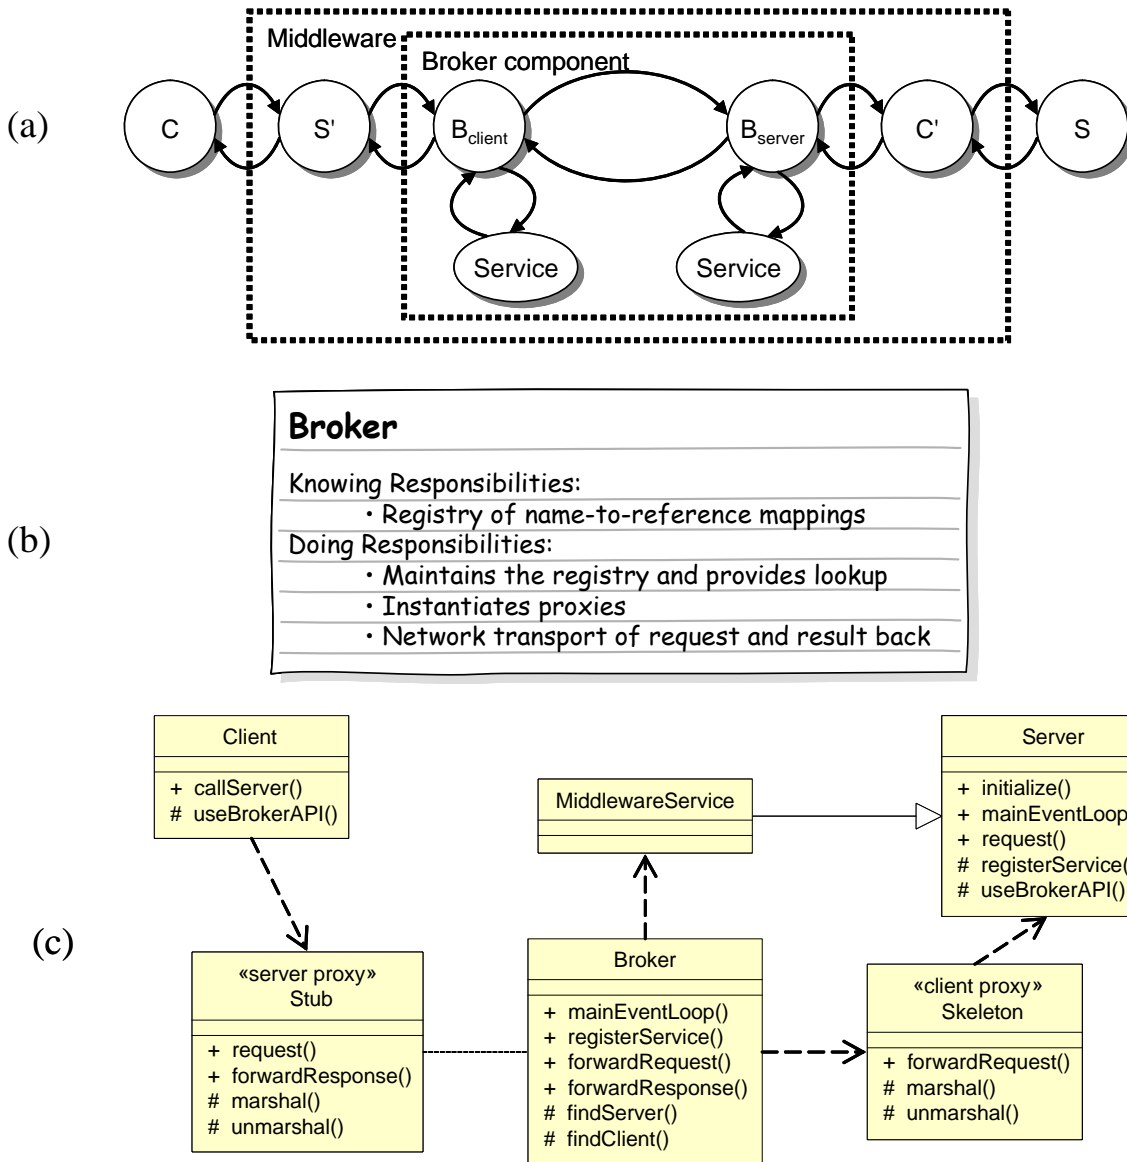 Middleware
Broker component
(a)
C
S'
Bclient
Bserver
C'
S
Service
Service
(b)
Broker
Knowing Responsibilities:
• Registry of name-to-reference mappings
Doing Responsibilities:
• Maintains the registry and provides lookup
• Instantiates proxies
• Network transport of request and result back
(c)
Client
+ callServer()
# useBrokerAPI()
MiddlewareService
Server
+ initialize()
+ mainEventLoop
+ request()
# registerService(
# useBrokerAPI()
«server proxy»
Stub
+ request()
+ forwardResponse()
# marshal()
# unmarshal()
Broker
+ mainEventLoop()
+ registerService()
+ forwardRequest()
+ forwardResponse()
# findServer()
# findClient()
«client proxy»
Skeleton
+ forwardRequest()
# marshal()
# unmarshal()